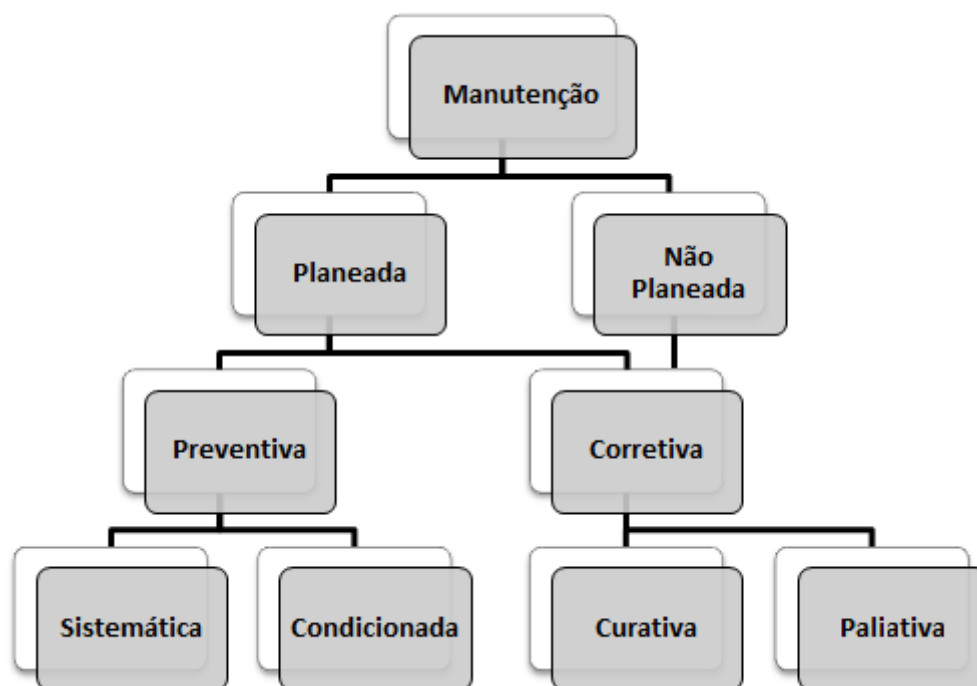 Manutenção
Planeada
Não
Planeada
Preventiva
Corretiva
Sistemática
Condicionada
Curativa
Paliativa